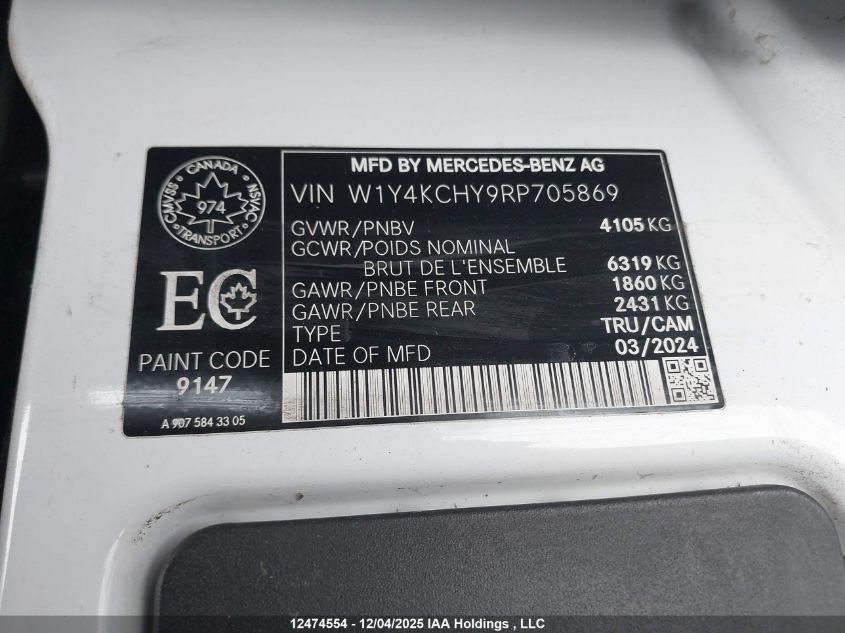 CANADA
CMVSS
NSVAC
974
TRANSPORT
EC
PAINT CODE
9147
A 907 584 33 05
MFD BY MERCEDES-BENZ AG
VIN W1Y4KCHY9RP705869
GVWR/PNBV 4105 KG
GCWR/POIDS NOMINAL
BRUT DE L'ENSEMBLE 6319 KG
GAWR/PNBE FRONT 1860 KG
GAWR/PNBE REAR 2431 KG
TYPE TRU/CAM
DATE OF MFD 03/2024
12474554 - 12/04/2025 IAA Holdings , LLC